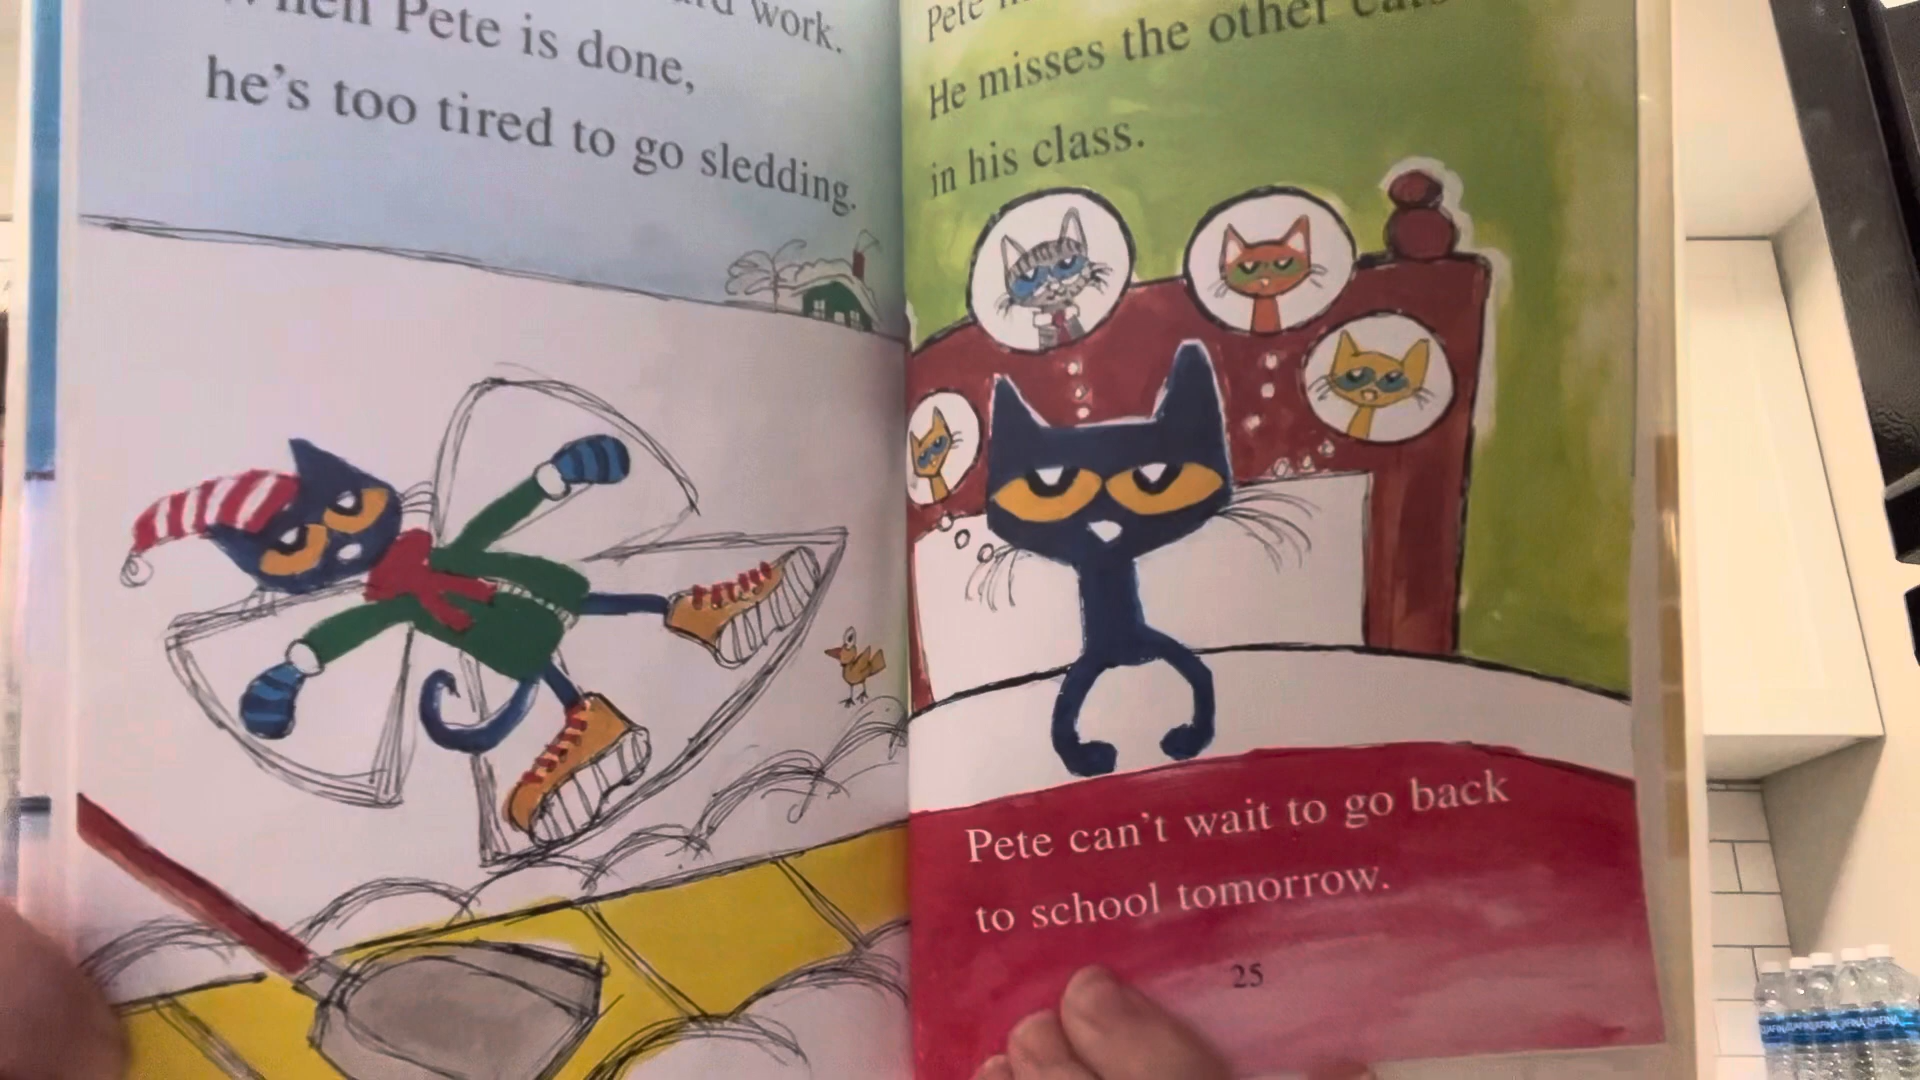 work.
Pete is done,
he's too tired to go sledding.
Pete
He misses the other cats
in his class.
Pete can't wait to go back
to school tomorrow.
25